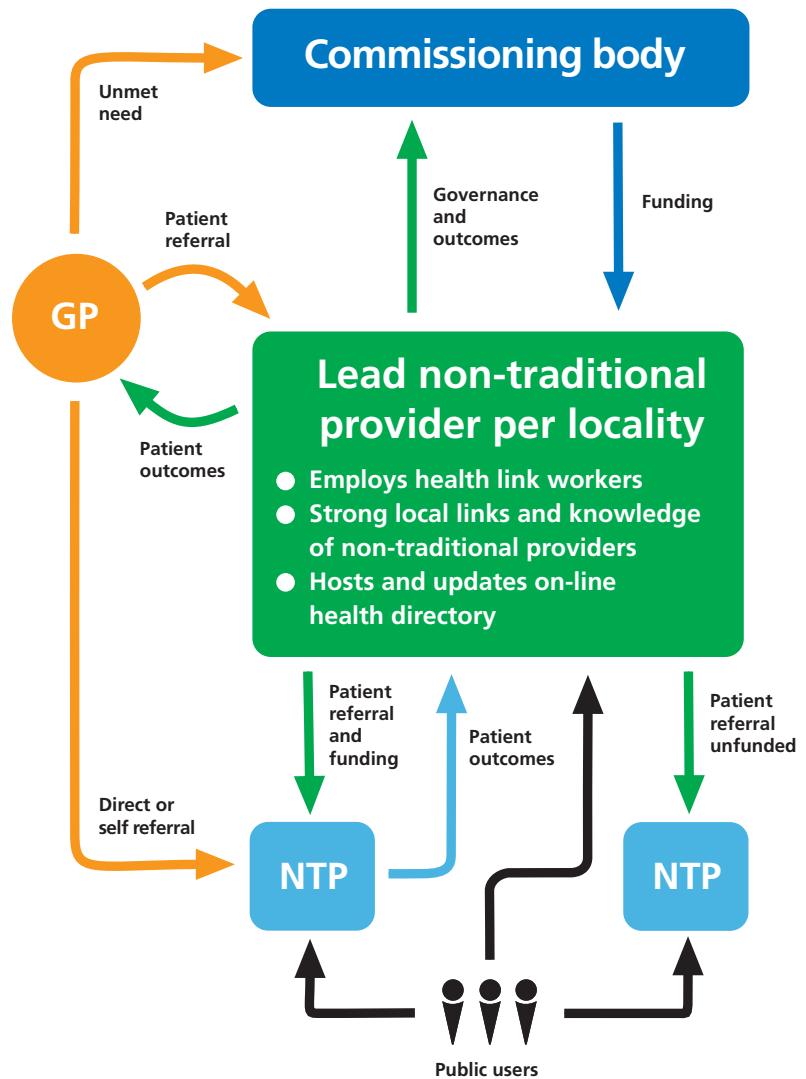 Commissioning body
Unmet
need
Governance
and
outcomes
Funding
Patient
referral
GP
Lead non-traditional
provider per locality
Patient
outcomes
● Employs health link workers
● Strong local links and knowledge
of non-traditional providers
● Hosts and updates on-line
health directory
Patient
referral
and
funding
Patient
outcomes
Patient
referral
unfunded
Direct or
self referral
NTP
NTP
Public users